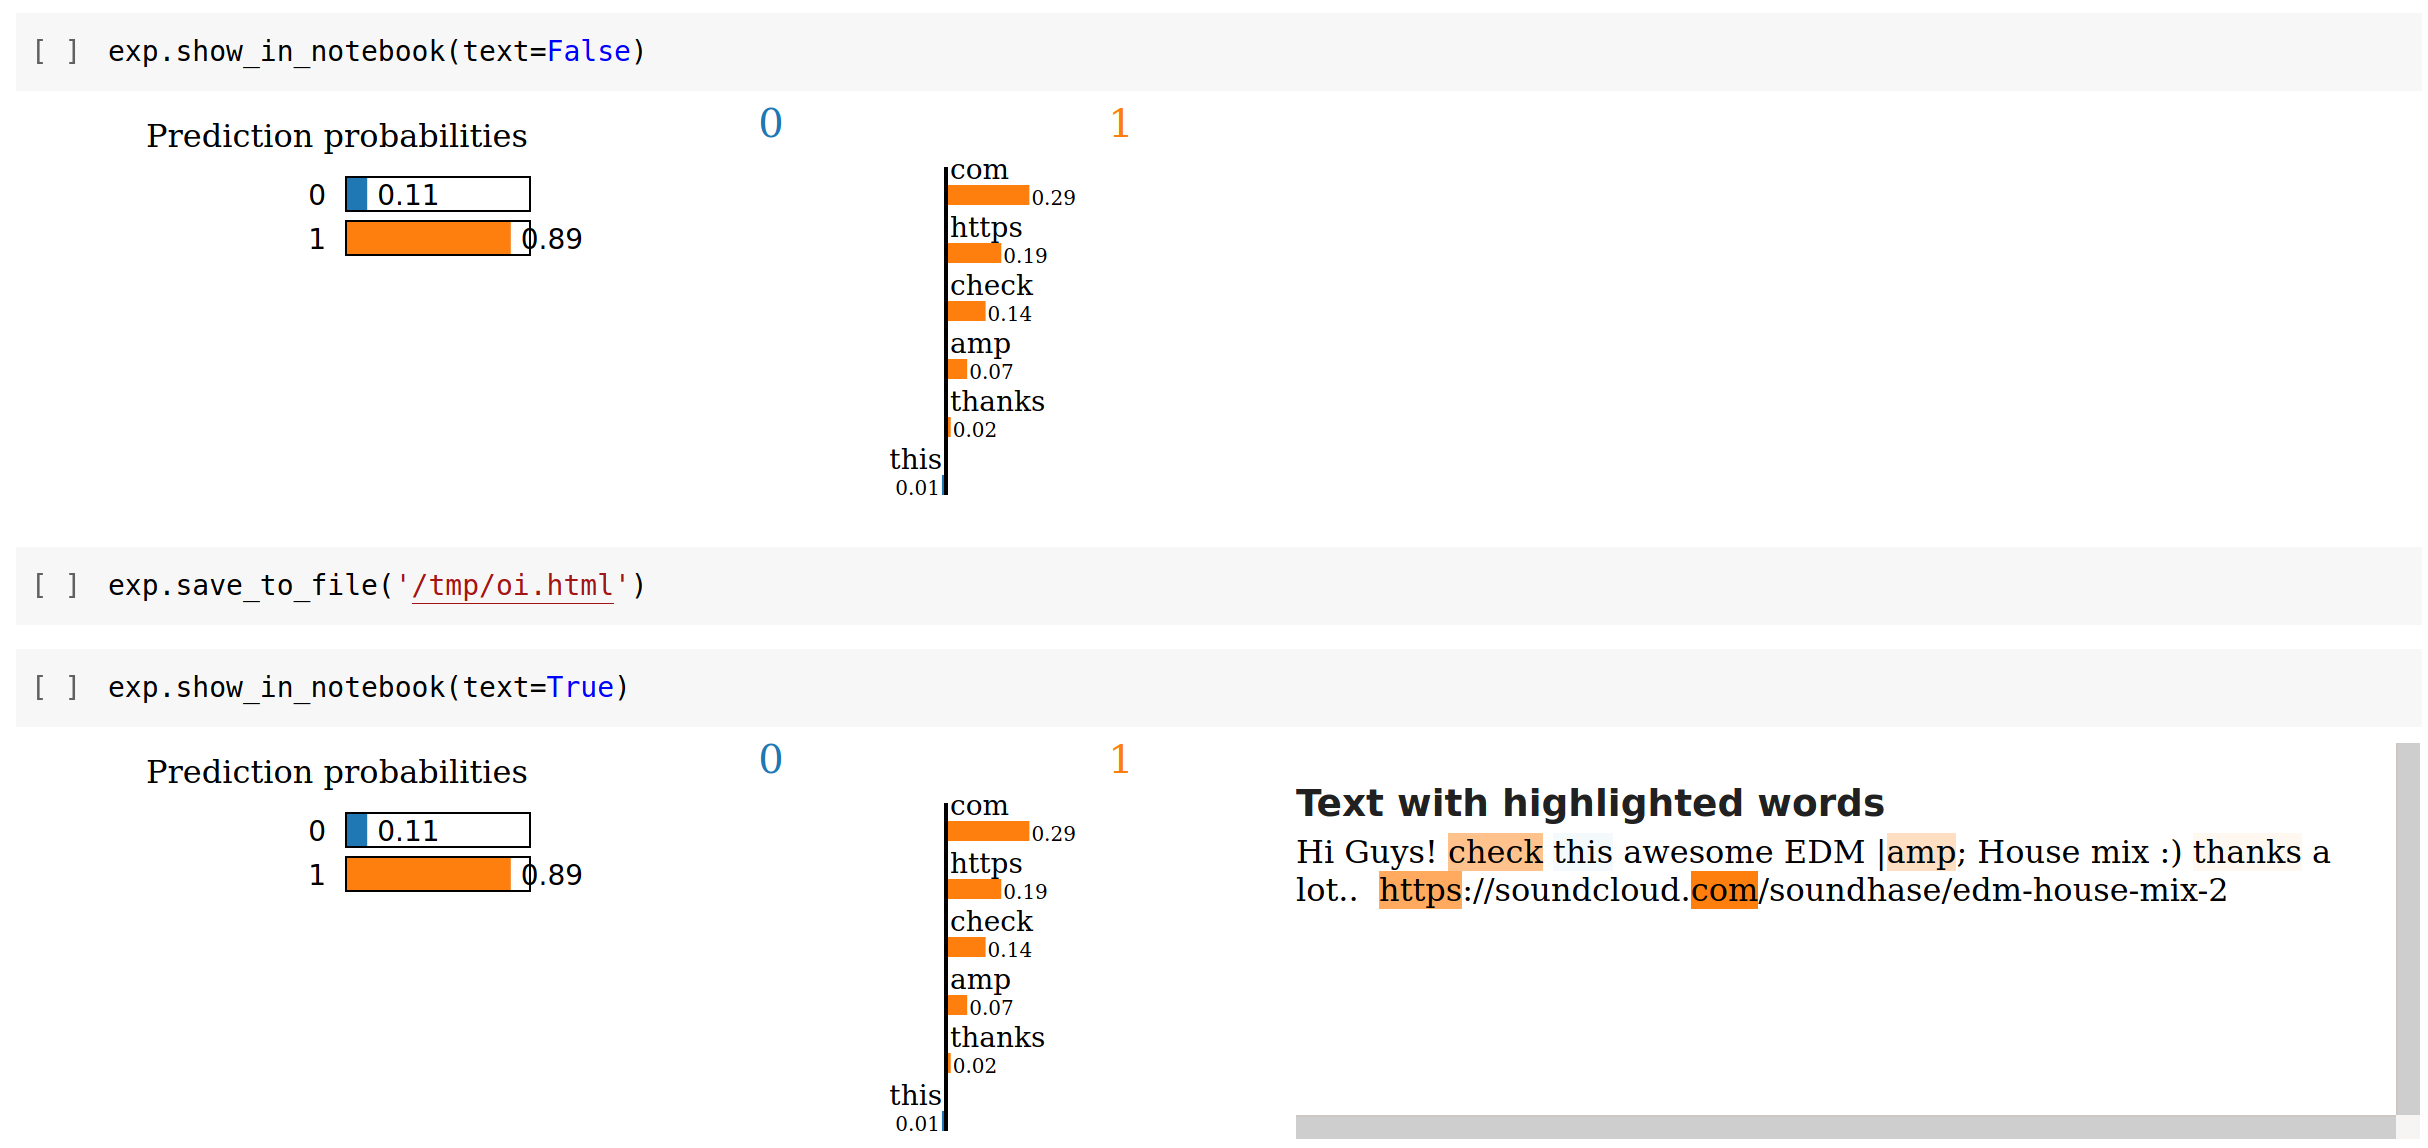 [ ] exp.show_in_notebook(text=False)
Prediction probabilities
0 0.11
1 0.89
0 1
com
0.29
https
0.19
check
0.14
amp
0.07
thanks
0.02
this
0.01
[ ] exp.save_to_file('/tmp/oi.html')
[ ] exp.show_in_notebook(text=True)
Prediction probabilities
0 0.11
1 0.89
0 1
com
0.29
https
0.19
check
0.14
amp
0.07
thanks
0.02
this
0.01
Text with highlighted words
Hi Guys! check this awesome EDM |amp; House mix :) thanks a
lot..  https://soundcloud.com/soundhase/edm-house-mix-2